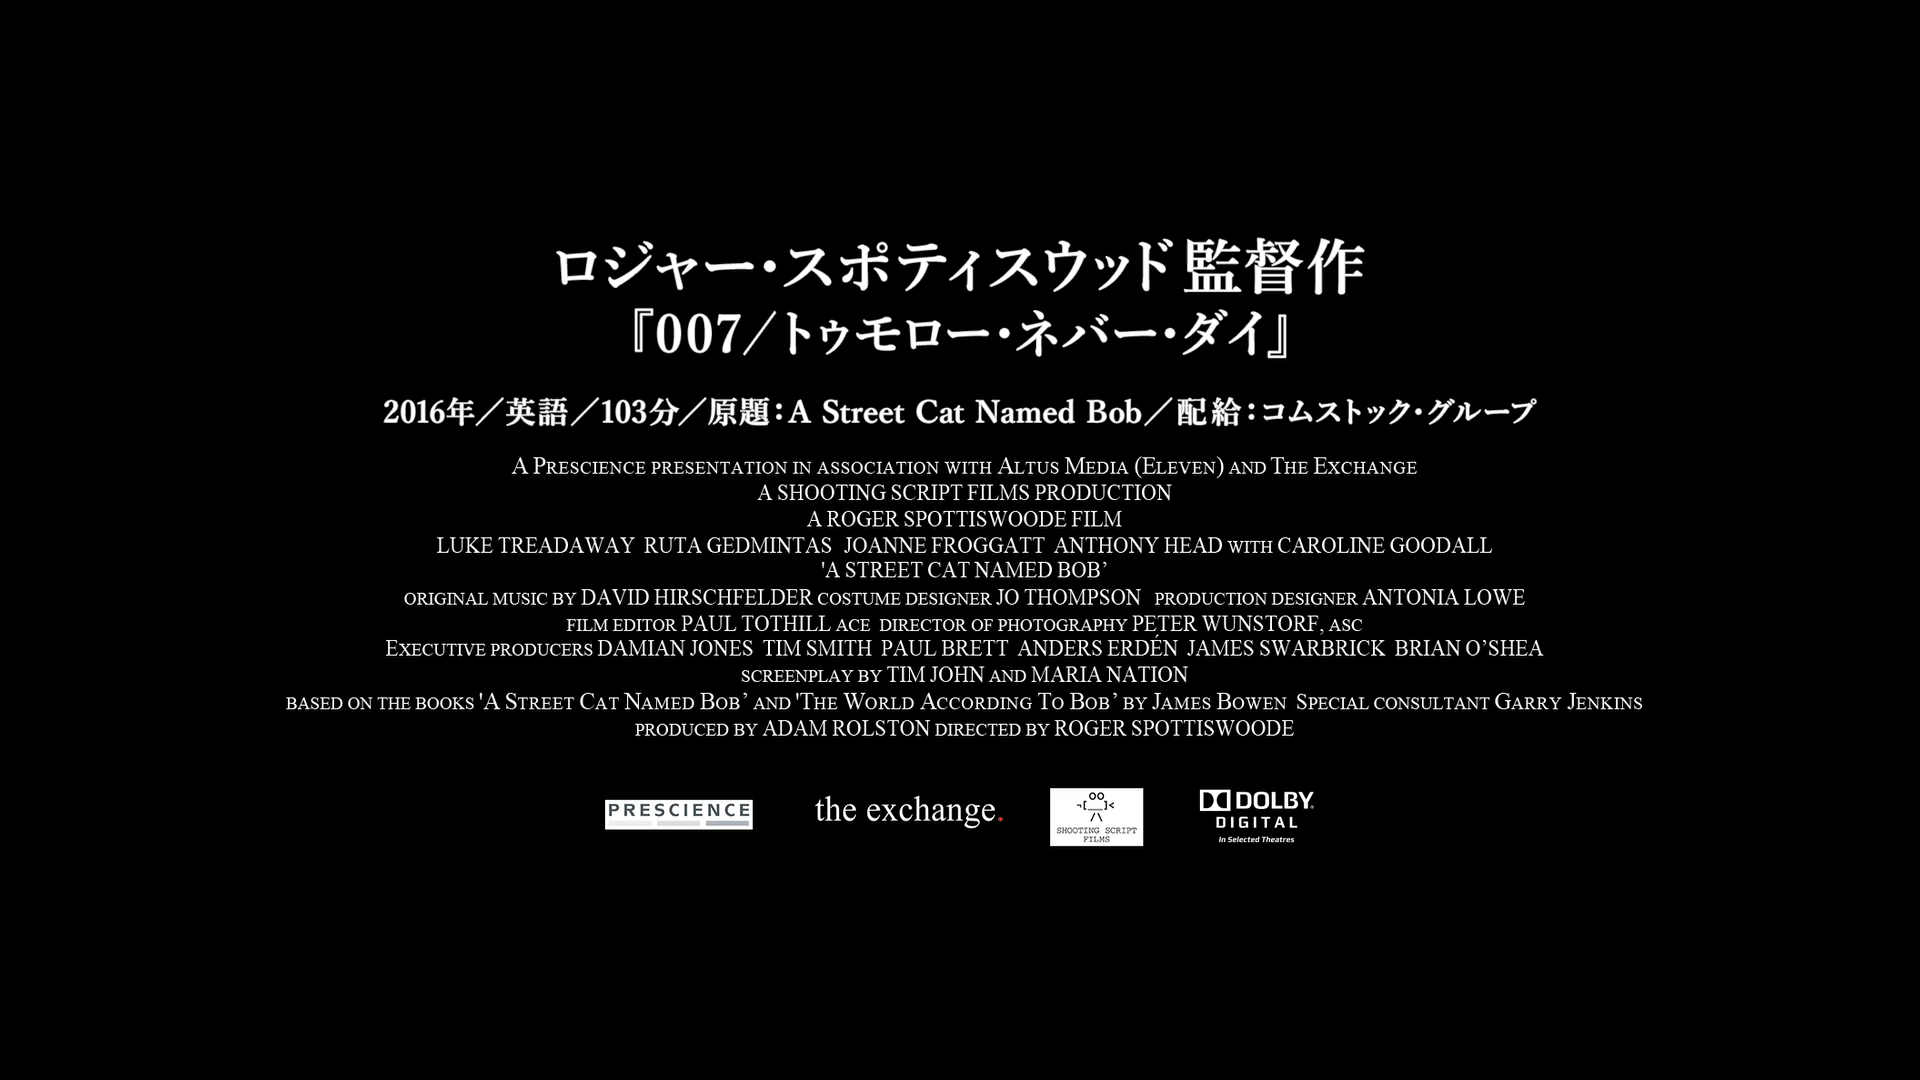 ロジャー・スポティスウッド監督作
『007/トゥモロー・ネバー・ダイ』
2016年／英語／103分／原題：A Street Cat Named Bob／配給：コムストック・グループ
A PRESCIENCE PRESENTATION IN ASSOCIATION WITH ALTUS MEDIA (ELEVEN) AND THE EXCHANGE
A SHOOTING SCRIPT FILMS PRODUCTION
A ROGER SPOTTISWOODE FILM
LUKE TREADAWAY RUTA GEDMINTAS JOANNE FROGGATT ANTHONY HEAD WITH CAROLINE GOODALL
'A STREET CAT NAMED BOB’
ORIGINAL MUSIC BY DAVID HIRSCHFELDER COSTUME DESIGNER JO THOMPSON PRODUCTION DESIGNER ANTONIA LOWE
FILM EDITOR PAUL TOTHILL ACE DIRECTOR OF PHOTOGRAPHY PETER WUNSTORF, ASC
EXECUTIVE PRODUCERS DAMIAN JONES TIM SMITH PAUL BRETT ANDERS ERDÉN JAMES SWARBRICK BRIAN O’SHEA
SCREENPLAY BY TIM JOHN AND MARIA NATION
BASED ON THE BOOKS 'A STREET CAT NAMED BOB’ AND 'THE WORLD ACCORDING TO BOB’ BY JAMES BOWEN SPECIAL CONSULTANT GARRY JENKINS
PRODUCED BY ADAM ROLSTON DIRECTED BY ROGER SPOTTISWOODE
PRESCIENCE
the exchange.
SHOOTING SCRIPT
FILMS
DOLBY
DIGITAL
In Selected Theatres